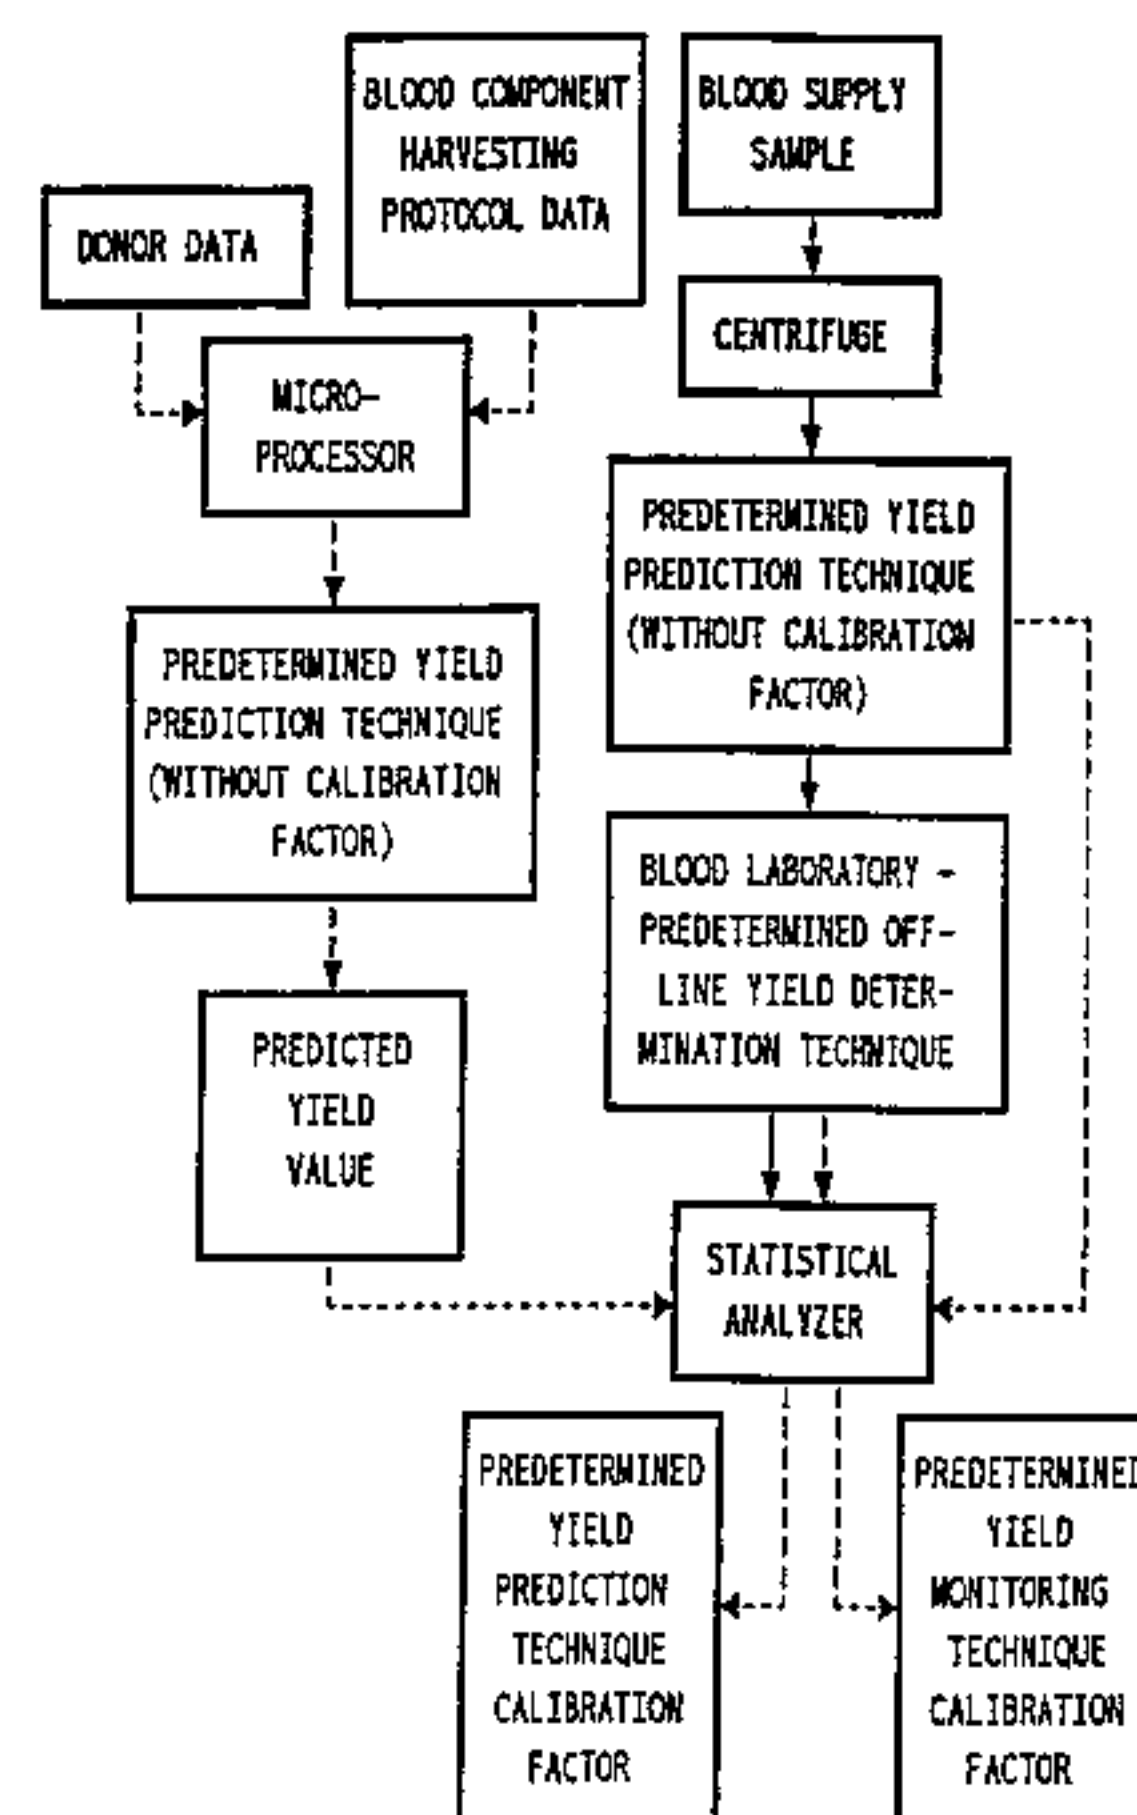 BLOOD COMPONENT
HARVESTING
PROTOCOL DATA
BLOOD SUPPLY
SAMPLE
DONOR DATA
CENTRIFUGE
MICRO-
PROCESSOR
PREDETERMINED YIELD
PREDICTION TECHNIQUE
(WITHOUT CALIBRATION
FACTOR)
PREDETERMINED YIELD
PREDICTION TECHNIQUE
(WITHOUT CALIBRATION
FACTOR)
BLOOD LABORATORY -
PREDETERMINED OFF-
LINE YIELD DETER-
MINATION TECHNIQUE
PREDICTED
YIELD
VALUE
STATISTICAL
ANALYZER
PREDETERMINED
YIELD
PREDICTION
TECHNIQUE
CALIBRATION
FACTOR
PREDETERMINED
YIELD
MONITORING
TECHNIQUE
CALIBRATION
FACTOR